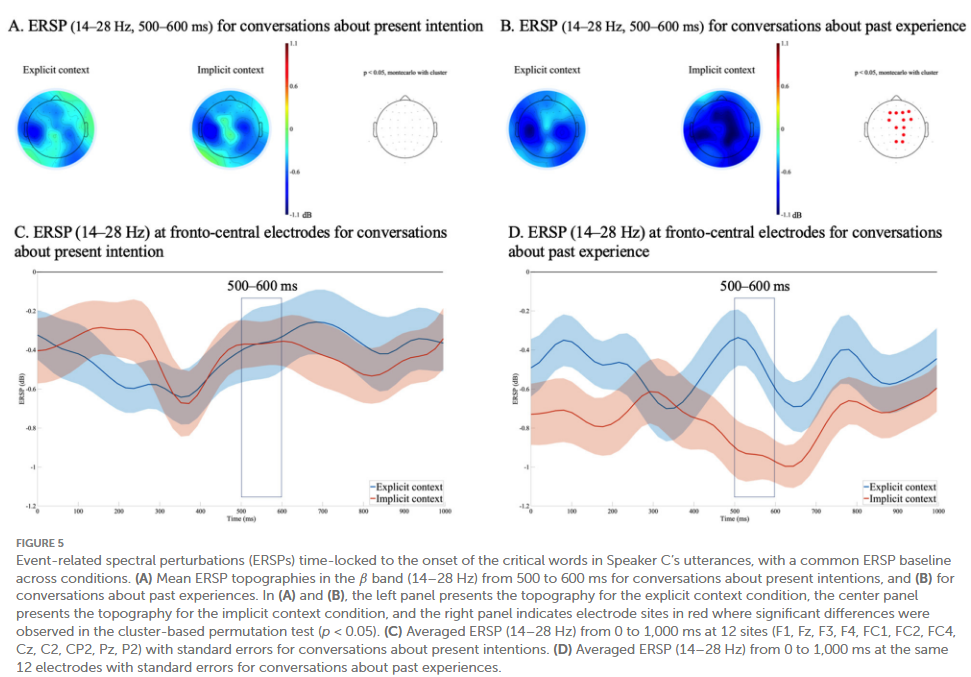 A. ERSP (14–28 Hz, 500–600 ms) for conversations about present intention
Explicit context
Implicit context
p < 0.05, montecarlo with cluster
1.1
0.6
0
-0.6
-1.1 dB
B. ERSP (14–28 Hz, 500–600 ms) for conversations about past experience
Explicit context
Implicit context
p < 0.05, montecarlo with cluster
1.1
0.6
0
-0.6
-1.1 dB
C. ERSP (14–28 Hz) at fronto-central electrodes for conversations
about present intention
500–600 ms
0
-0.2
-0.4
-0.6
-0.8
-1
-1.2
ERSP (dB)
0 100 200 300 400 500 600 700 800 900 1000
Time (ms)
Explicit context
Implicit context
D. ERSP (14–28 Hz) at fronto-central electrodes for conversations
about past experience
500–600 ms
0
-0.2
-0.4
-0.6
-0.8
-1
-1.2
ERSP (dB)
0 100 200 300 400 500 600 700 800 900 1000
Time (ms)
Explicit context
Implicit context
FIGURE 5
Event-related spectral perturbations (ERSPs) time-locked to the onset of the critical words in Speaker C's utterances, with a common ERSP baseline
across conditions. (A) Mean ERSP topographies in the β band (14–28 Hz) from 500 to 600 ms for conversations about present intentions, and (B) for
conversations about past experiences. In (A) and (B), the left panel presents the topography for the explicit context condition, the center panel
presents the topography for the implicit context condition, and the right panel indicates electrode sites in red where significant differences were
observed in the cluster-based permutation test (p < 0.05). (C) Averaged ERSP (14–28 Hz) from 0 to 1,000 ms at 12 sites (F1, Fz, F3, F4, FC1, FC2, FC4,
Cz, C2, CP2, Pz, P2) with standard errors for conversations about present intentions. (D) Averaged ERSP (14–28 Hz) from 0 to 1,000 ms at the same
12 electrodes with standard errors for conversations about past experiences.